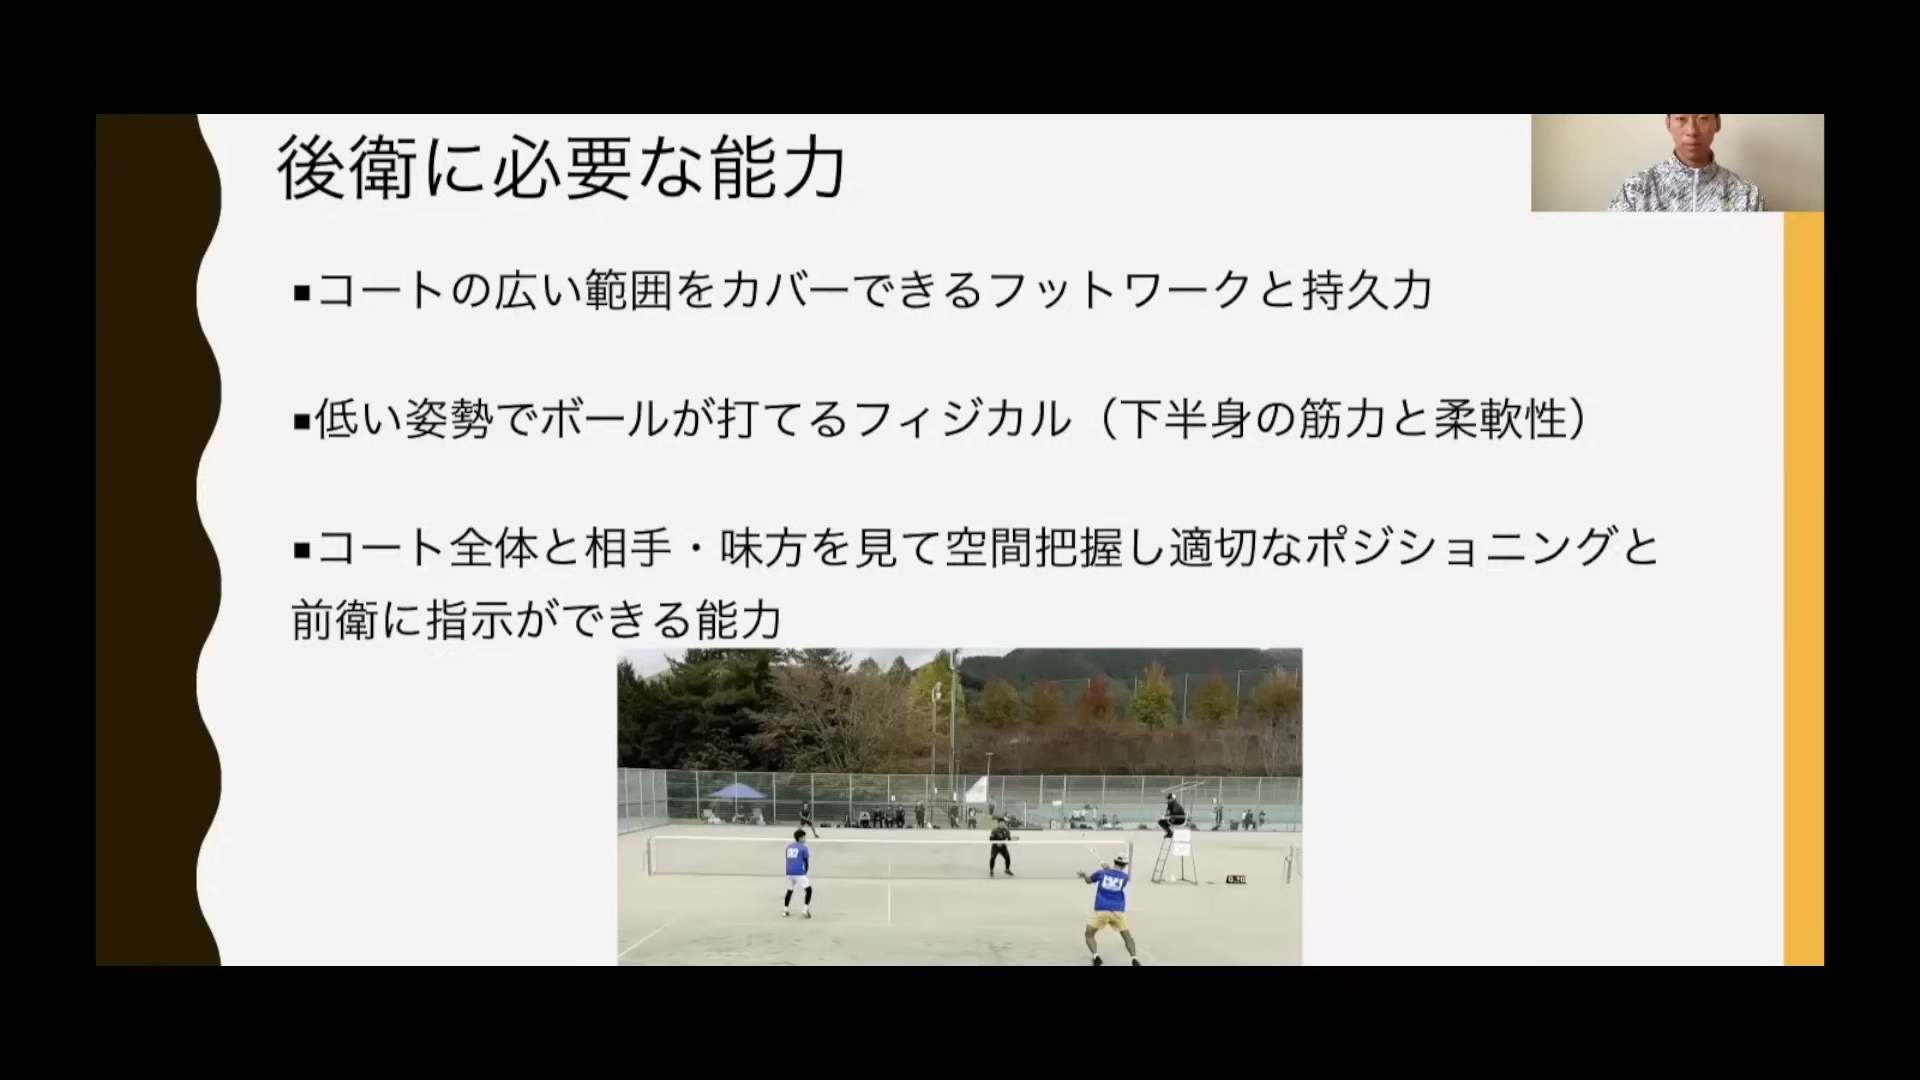 後衛に必要な能力
▪コートの広い範囲をカバーできるフットワークと持久力
▪低い姿勢でボールが打てるフィジカル（下半身の筋力と柔軟性）
▪コート全体と相手・味方を見て空間把握し適切なポジショニングと
前衛に指示ができる能力